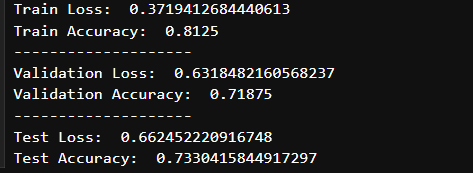 Train Loss:  0.3719412684440613
Train Accuracy:  0.8125
--------------------
Validation Loss:  0.6318482160568237
Validation Accuracy:  0.71875
--------------------
Test Loss:  0.662452220916748
Test Accuracy:  0.7330415844917297